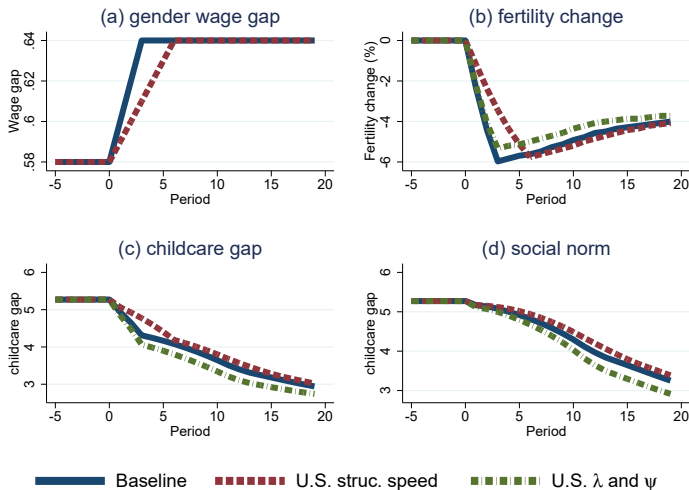 (a) gender wage gap
Wage gap
.58 .6 .62 .64
-5 0 5 10 15 20
Period
(b) fertility change
Fertility change (%)
-6 -4 -2 0
-5 0 5 10 15 20
Period
(c) childcare gap
childcare gap
3 4 5 6
-5 0 5 10 15 20
Period
(d) social norm
childcare gap
3 4 5 6
-5 0 5 10 15 20
Period
Baseline U.S. struc. speed U.S. λ and ψ